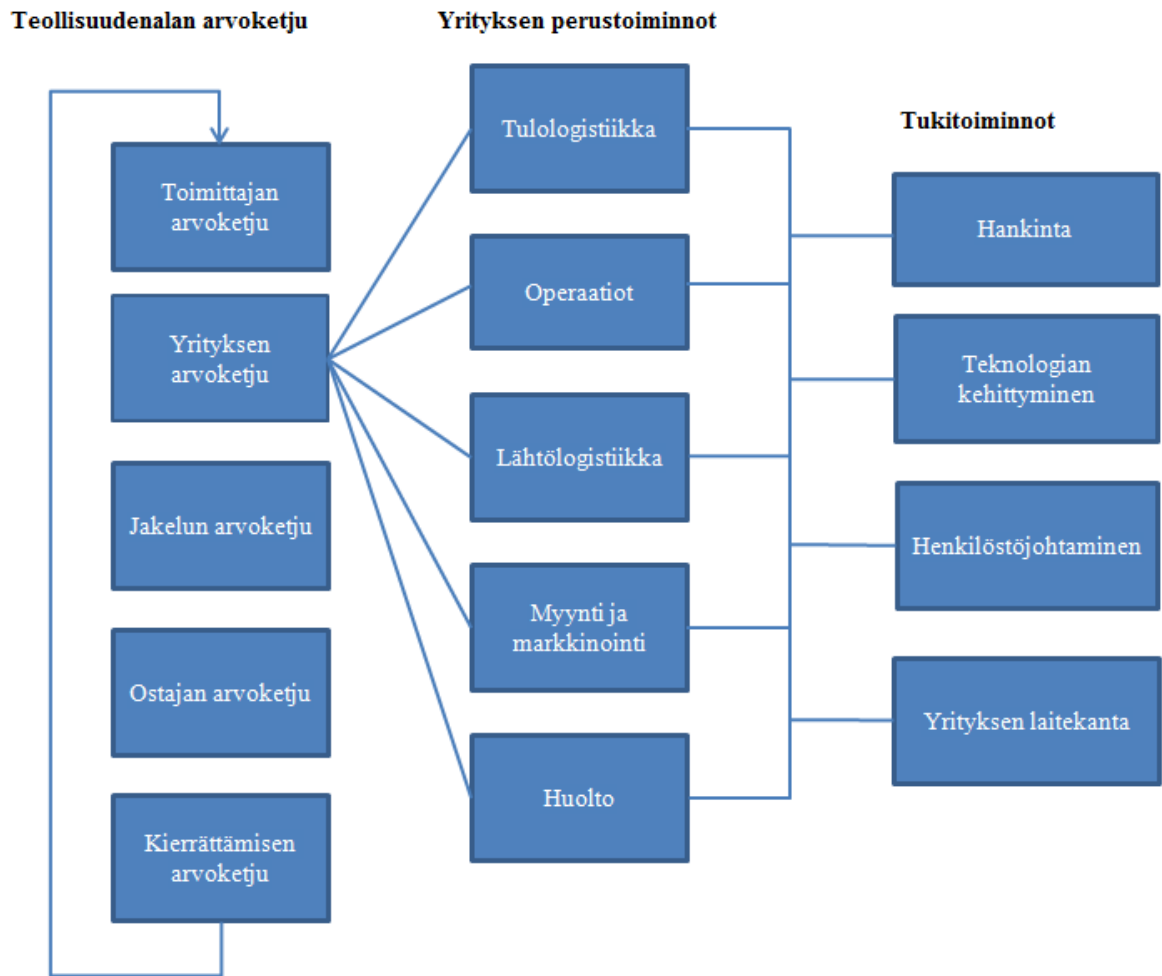 Teollisuudenalan arvoketju
Toimittajan
arvoketju
Yrityksen
arvoketju
Jakelun arvoketju
Ostajan arvoketju
Kierrättämisen
arvoketju
Yrityksen perustoiminnot
Tulologistiikka
Operaatiot
Lähtölogistiikka
Myynti ja
markkinointi
Huolto
Tukitoiminnot
Hankinta
Teknologian
kehittyminen
Henkilöstöjohtaminen
Yrityksen laitekanta